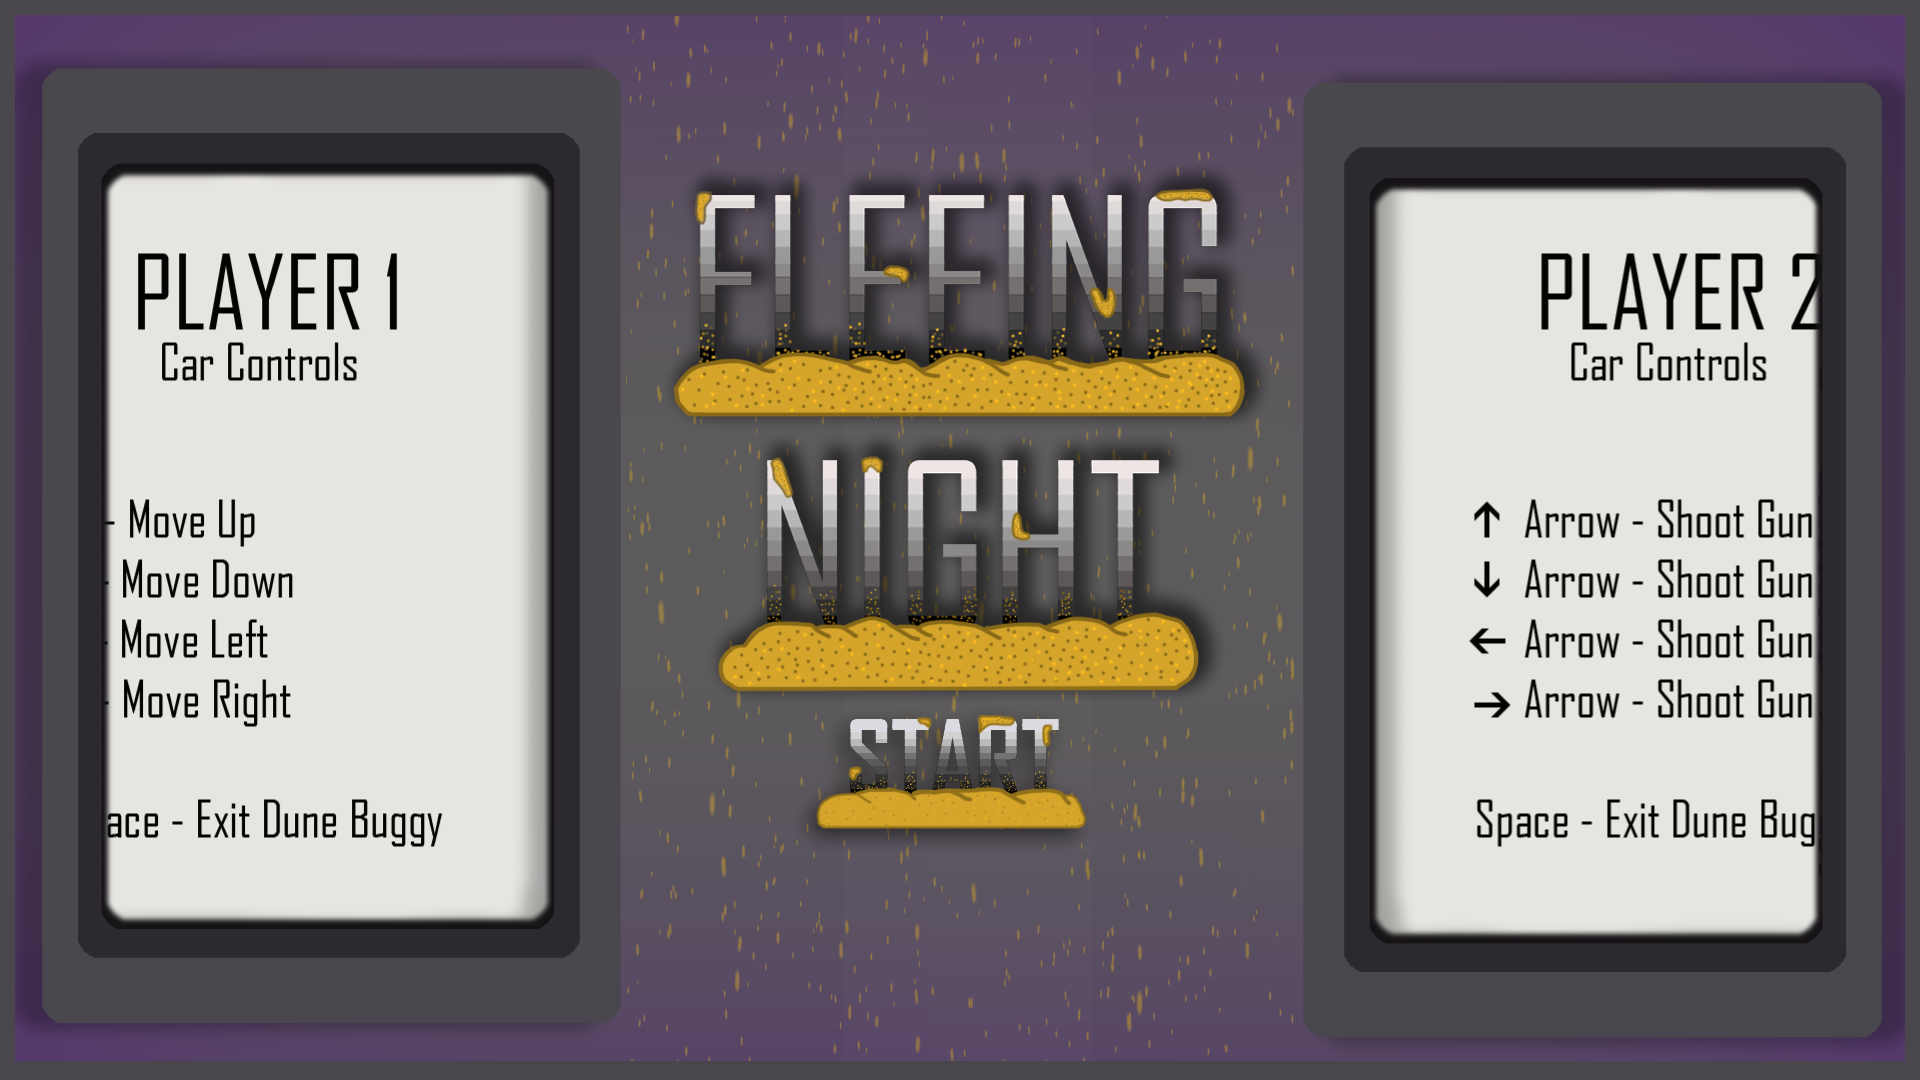 PLAYER 1
Car Controls
- Move Up
- Move Down
- Move Left
- Move Right
ace - Exit Dune Buggy
FLEEING
NIGHT
START
PLAYER 2
Car Controls
↑ Arrow - Shoot Gun
↓ Arrow - Shoot Gun
← Arrow - Shoot Gun
→ Arrow - Shoot Gun
Space - Exit Dune Bug